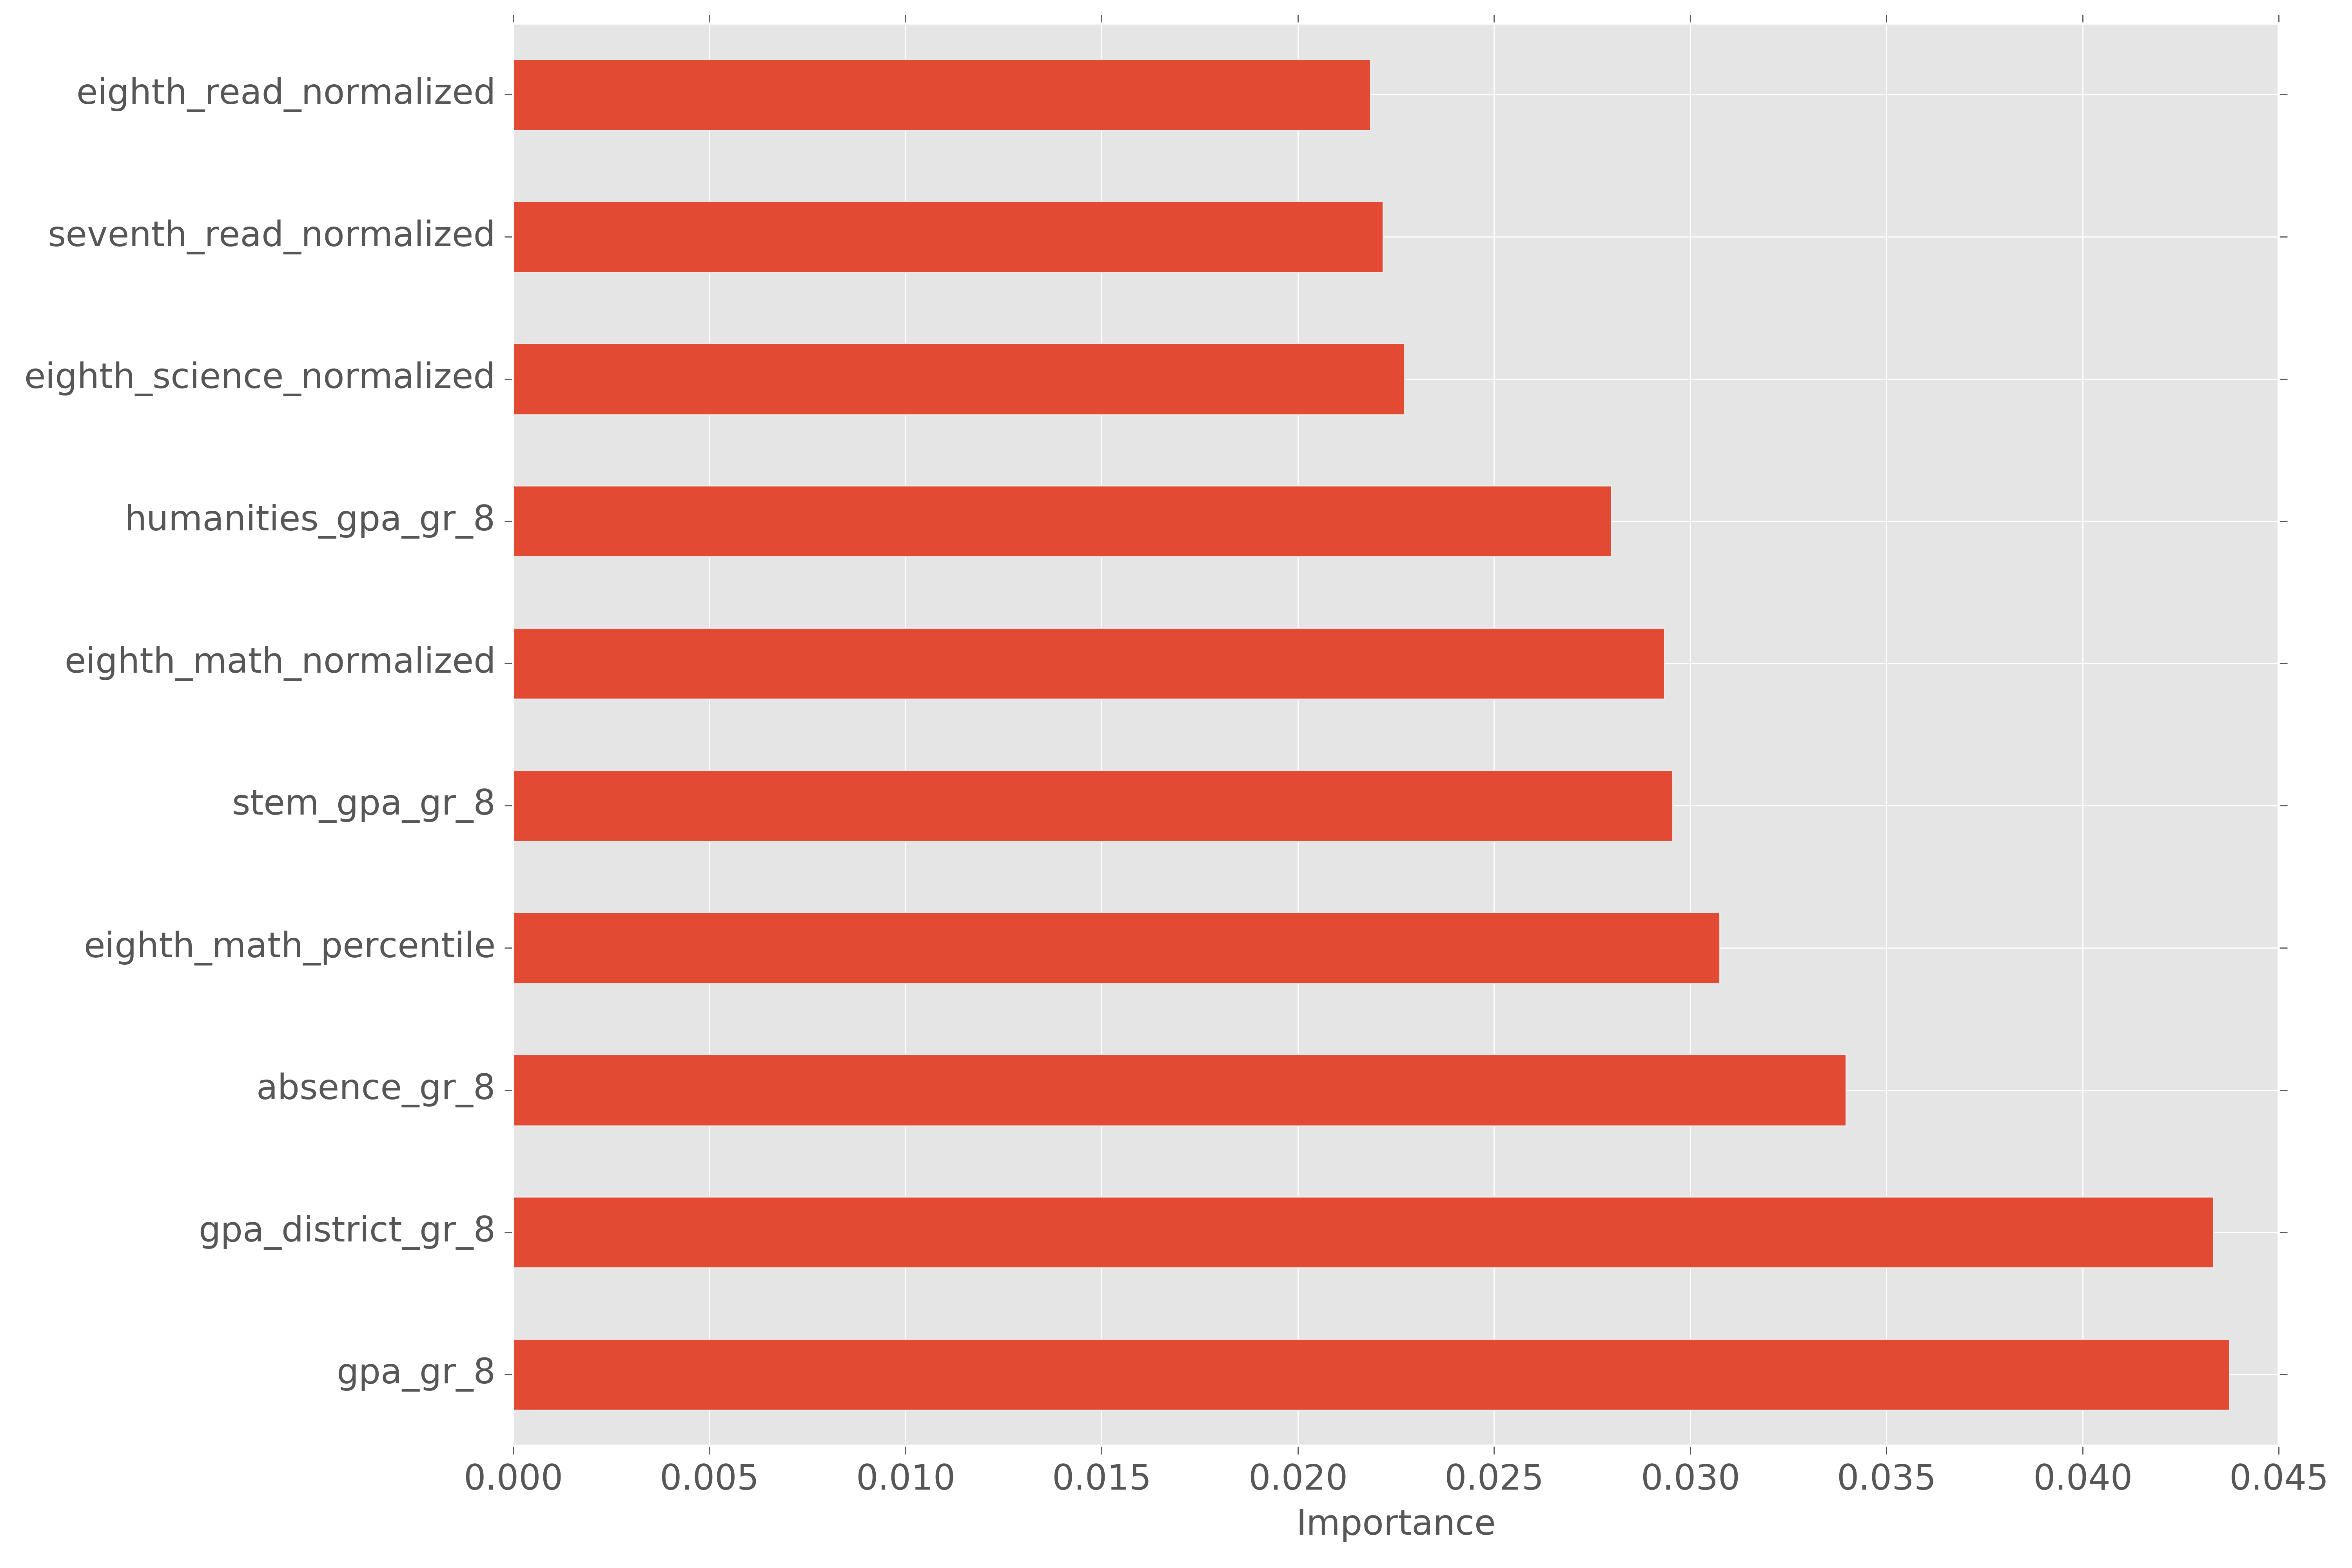 eighth_read_normalized
seventh_read_normalized
eighth_science_normalized
humanities_gpa_gr_8
eighth_math_normalized
stem_gpa_gr_8
eighth_math_percentile
absence_gr_8
gpa_district_gr_8
gpa_gr_8
0.000 0.005 0.010 0.015 0.020 0.025 0.030 0.035 0.040 0.045
Importance